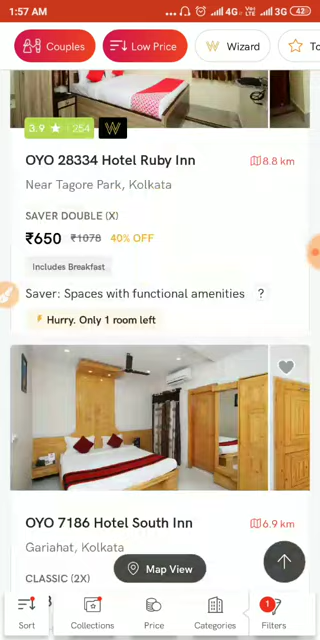 1:57 AM
4G
Vo LTE
3G
42
Couples
Low Price
Wizard
To
3.9 ★ 254
W
OYO 28334 Hotel Ruby Inn
8.8 km
Near Tagore Park, Kolkata
SAVER DOUBLE (X)
₹650 ₹1078 40% OFF
Includes Breakfast
Saver: Spaces with functional amenities ?
Hurry. Only 1 room left
OYO 7186 Hotel South Inn
6.9 km
Gariahat, Kolkata
CLASSIC (2X)
Map View
Sort
Collections
Price
Categories
1
Filters